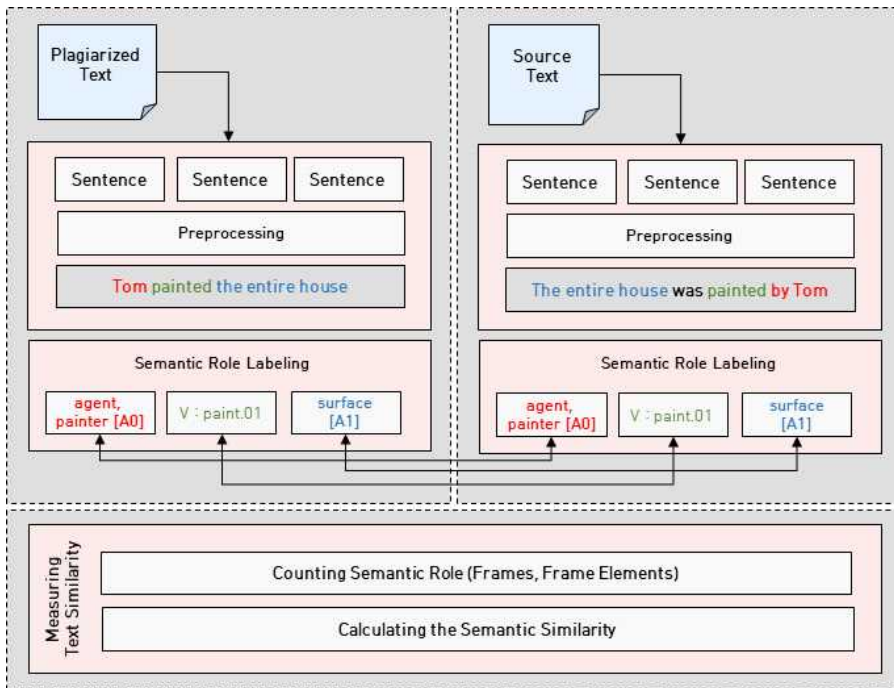 Plagiarized
Text
Sentence
Sentence
Sentence
Preprocessing
Tom painted the entire house
Semantic Role Labeling
agent,
painter [A0]
V : paint.01
surface
[A1]
Source
Text
Sentence
Sentence
Sentence
Preprocessing
The entire house was painted by Tom
Semantic Role Labeling
agent,
painter [A0]
V : paint.01
surface
[A1]
Measuring
Text Similarity
Counting Semantic Role (Frames, Frame Elements)
Calculating the Semantic Similarity